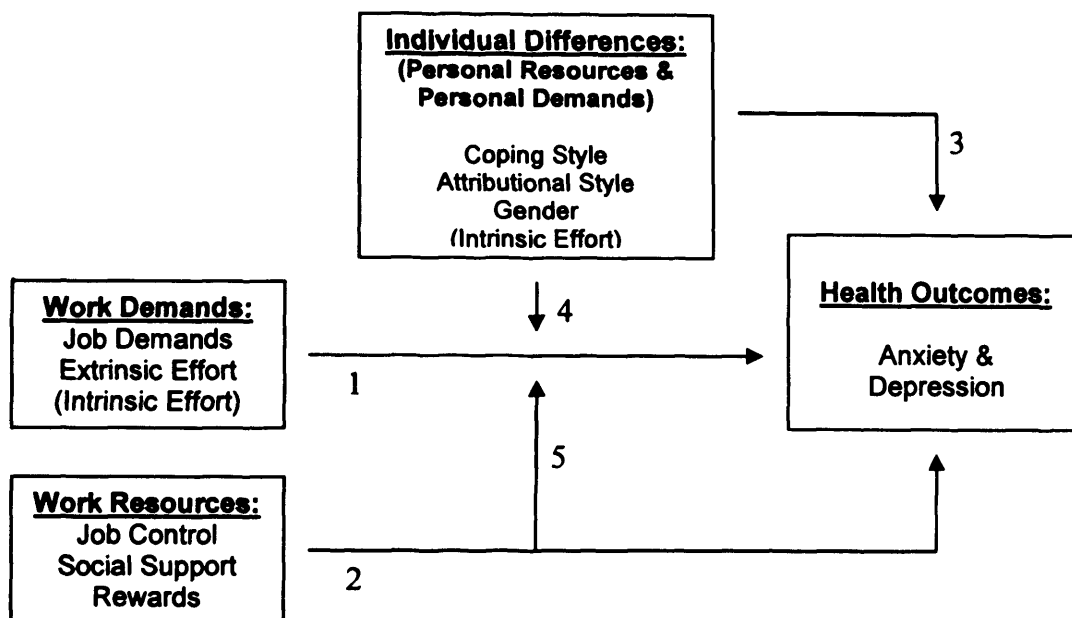 Individual Differences:
(Personal Resources &
Personal Demands)
Coping Style
Attributional Style
Gender
(Intrinsic Effort)
3
4
Work Demands:
Job Demands
Extrinsic Effort
(Intrinsic Effort)
1
Health Outcomes:
Anxiety &
Depression
5
Work Resources:
Job Control
Social Support
Rewards
2